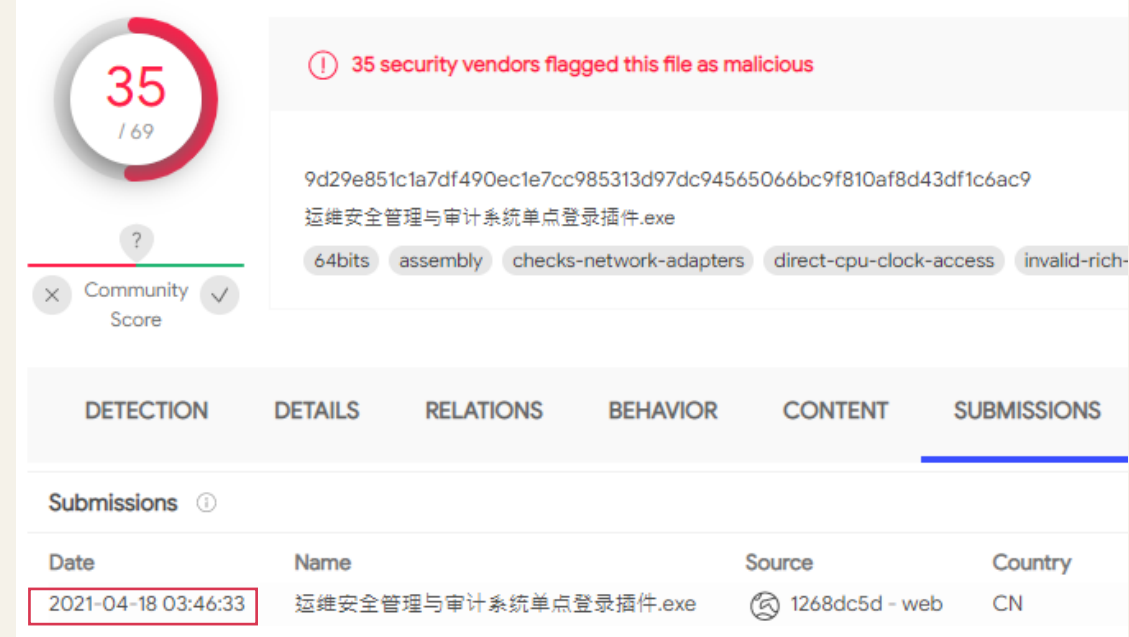 35
/ 69
35 security vendors flagged this file as malicious
9d29e851c1a7df490ec1e7cc985313d97dc94565066bc9f810af8d43df1c6ac9
运维安全管理与审计系统单点登录插件.exe
64bits assembly checks-network-adapters direct-cpu-clock-access invalid-rich-
?
Community
Score
DETECTION DETAILS RELATIONS BEHAVIOR CONTENT SUBMISSIONS
Submissions
Date Name Source Country
2021-04-18 03:46:33 运维安全管理与审计系统单点登录插件.exe 1268dc5d - web CN